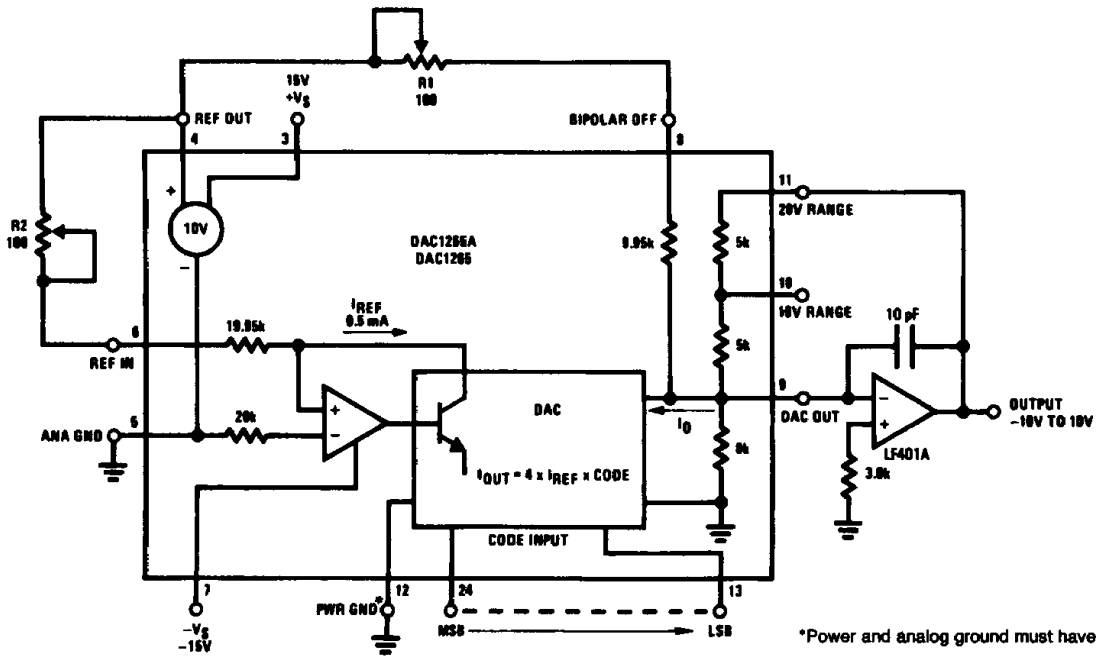 R1
100
15V
+VS
REF OUT
4
3
BIPOLAR OFF
8
11
20V RANGE
+
10V
−
R2
100
DAC1265A
DAC1265
9.95k
5k
10
10V RANGE
IREF
0.5 mA
19.95k
6
REF IN
5k
10 pF
DAC
9
DAC OUT
IO
5
ANA GND
20k
+
−
−
+
LF401A
OUTPUT
–10V TO 10V
IOUT = 4 x IREF x CODE
8k
CODE INPUT
7
12
24
13
−VS
−15V
PWR GND*
MSB
LSB
*Power and analog ground must have